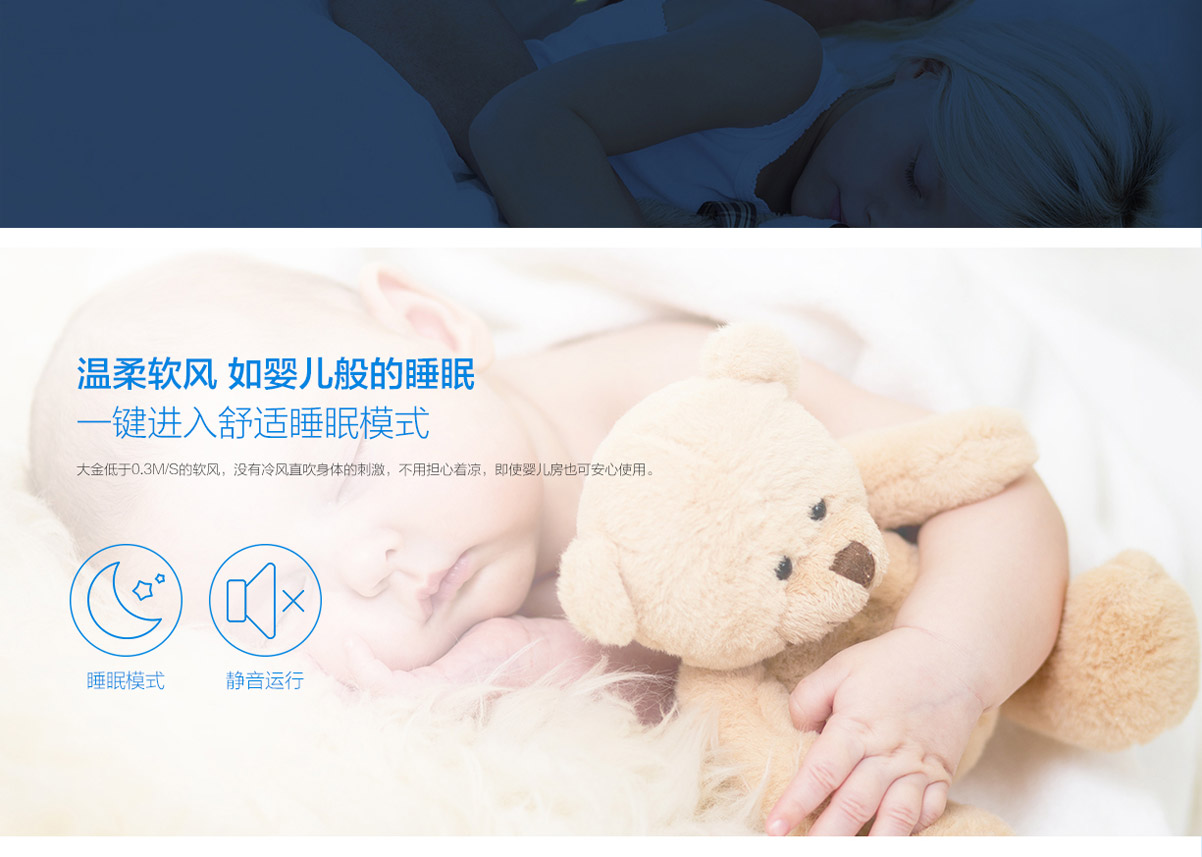 温柔软风 如婴儿般的睡眠
一键进入舒适睡眠模式
大金低于0.3M/S的软风，没有冷风直吹身体的刺激，不用担心着凉，即使婴儿房也可安心使用。
睡眠模式
静音运行